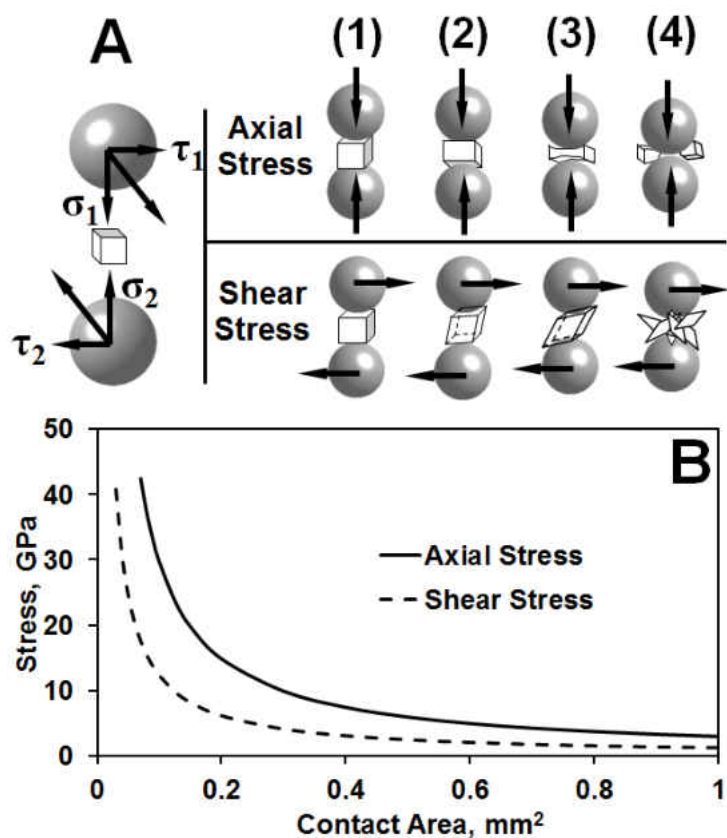 A
(1) (2) (3) (4)
τ1
σ1
σ2
τ2
Axial
Stress
Shear
Stress
B
50
40
30
20
10
0
Stress, GPa
Axial Stress
Shear Stress
0 0.2 0.4 0.6 0.8 1
Contact Area, mm²